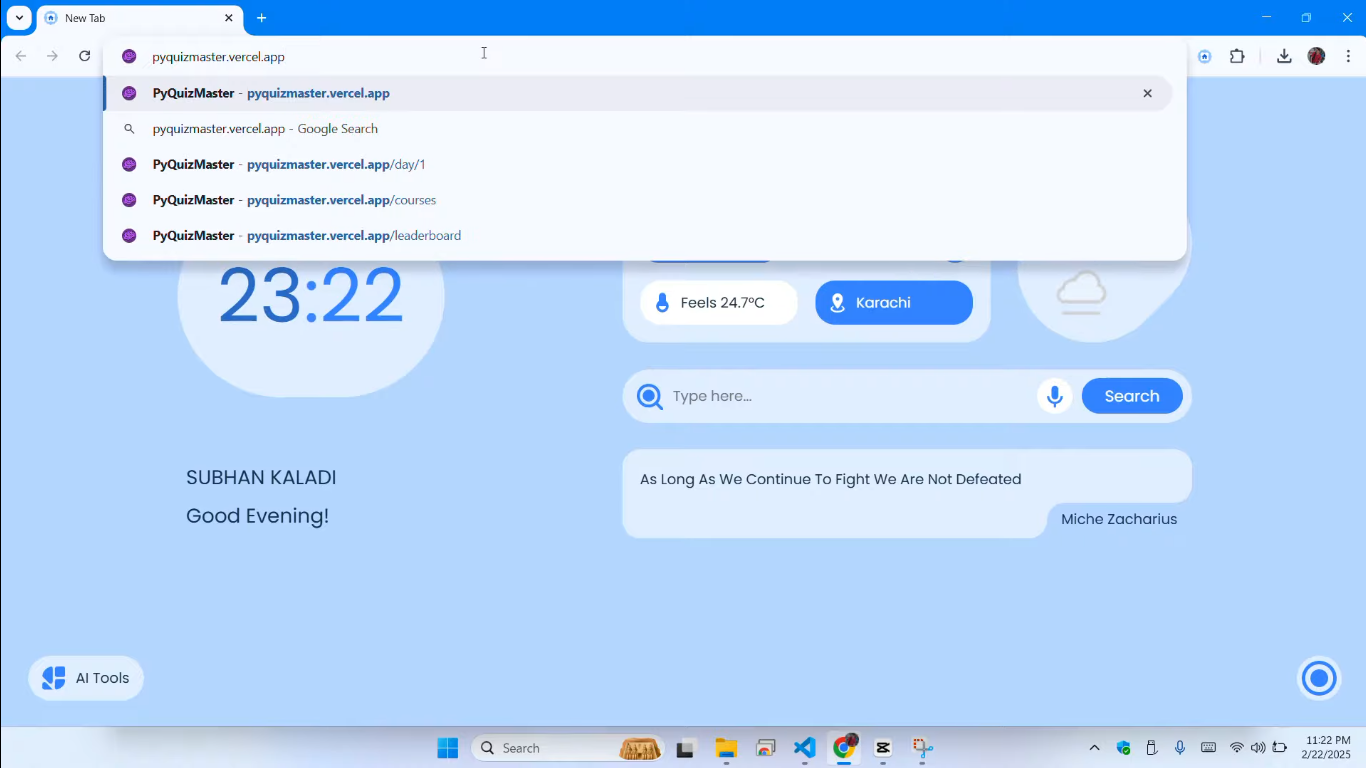 New Tab
pyquizmaster.vercel.app
PyQuizMaster - pyquizmaster.vercel.app
pyquizmaster.vercel.app - Google Search
PyQuizMaster - pyquizmaster.vercel.app/day/1
PyQuizMaster - pyquizmaster.vercel.app/courses
PyQuizMaster - pyquizmaster.vercel.app/leaderboard
23:22
Feels 24.7°C
Karachi
Type here...
Search
SUBHAN KALADI
Good Evening!
As Long As We Continue To Fight We Are Not Defeated
Miche Zacharius
AI Tools
Search
11:22 PM
2/22/2025